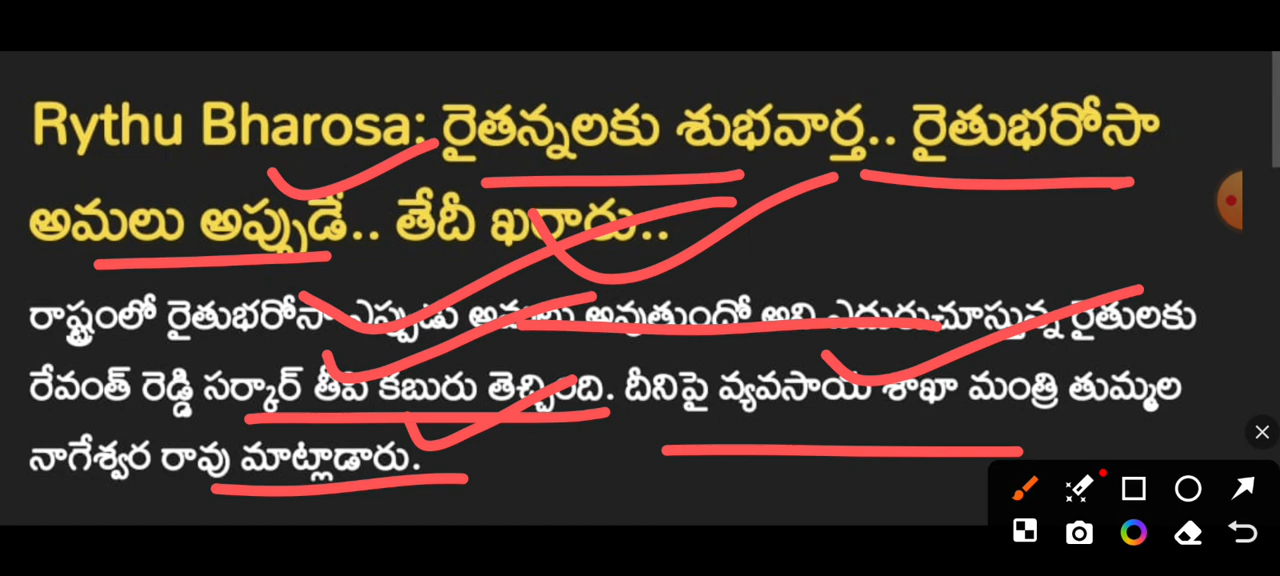 Rythu Bharosa: రైతన్నలకు శుభవార్త.. రైతుభరోసా
అమలు అప్పుడే.. తేదీ ఖరారు..
రాష్ట్రంలో రైతుభరోసా ఎప్పుడు అమలు అవుతుందో అని ఎదురుచూస్తున్న రైతులకు
రేవంత్ రెడ్డి సర్కార్ తీపి కబురు తెచ్చింది. దీనిపై వ్యవసాయ శాఖా మంత్రి తుమ్మల
నాగేశ్వర రావు మాట్లాడారు.